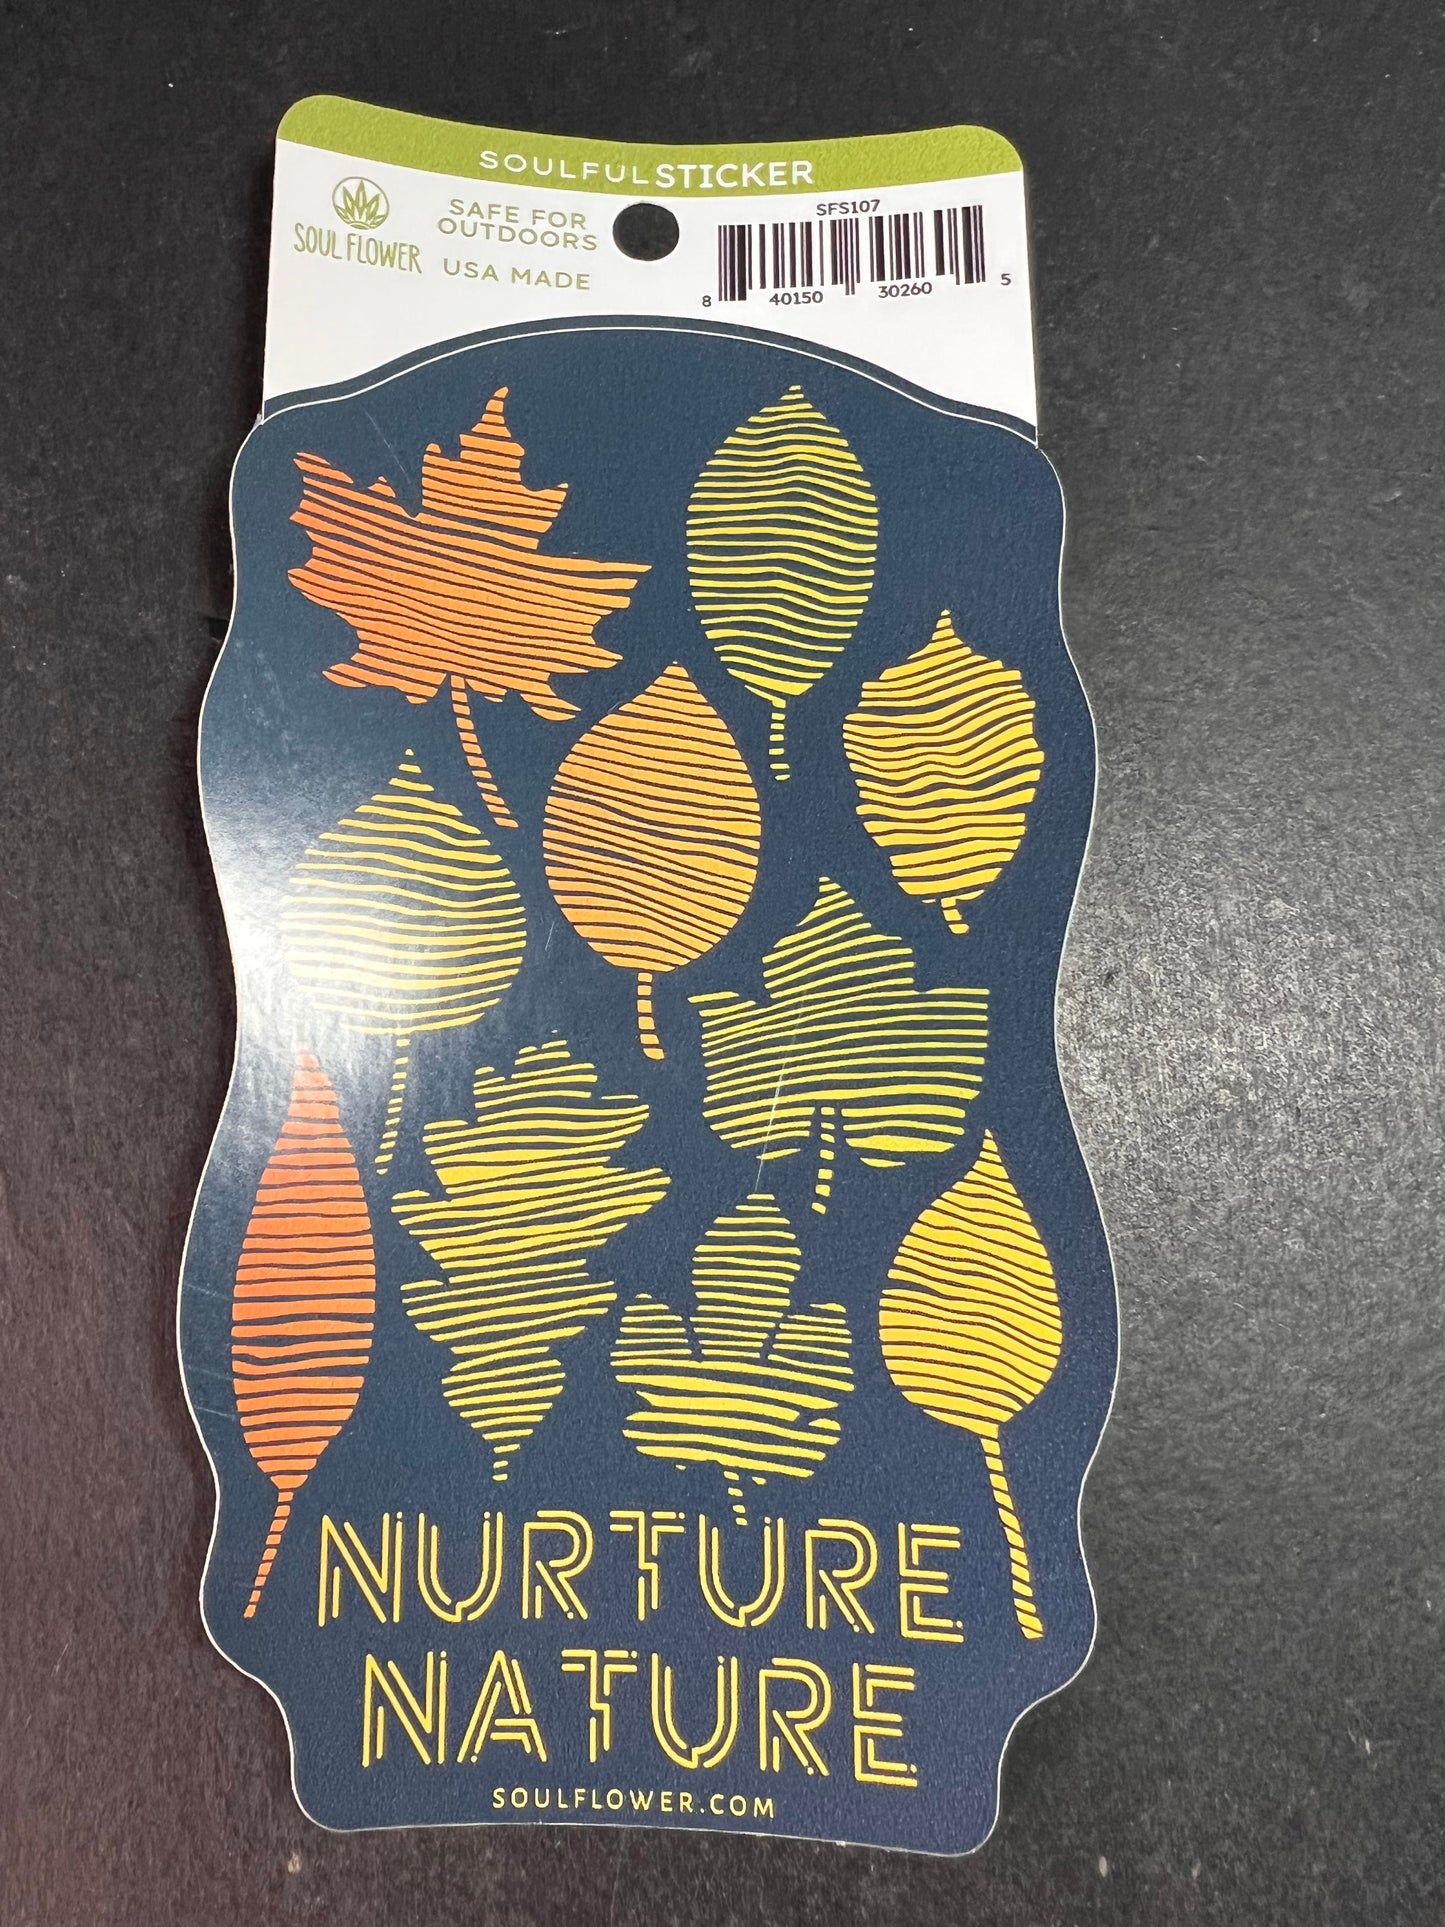 SOULFULSTICKER
SOUL FLOWER
SAFE FOR
OUTDOORS
USA MADE
SFS107
8 40150 30260 5
NURTURE
NATURE
SOULFLOWER.COM